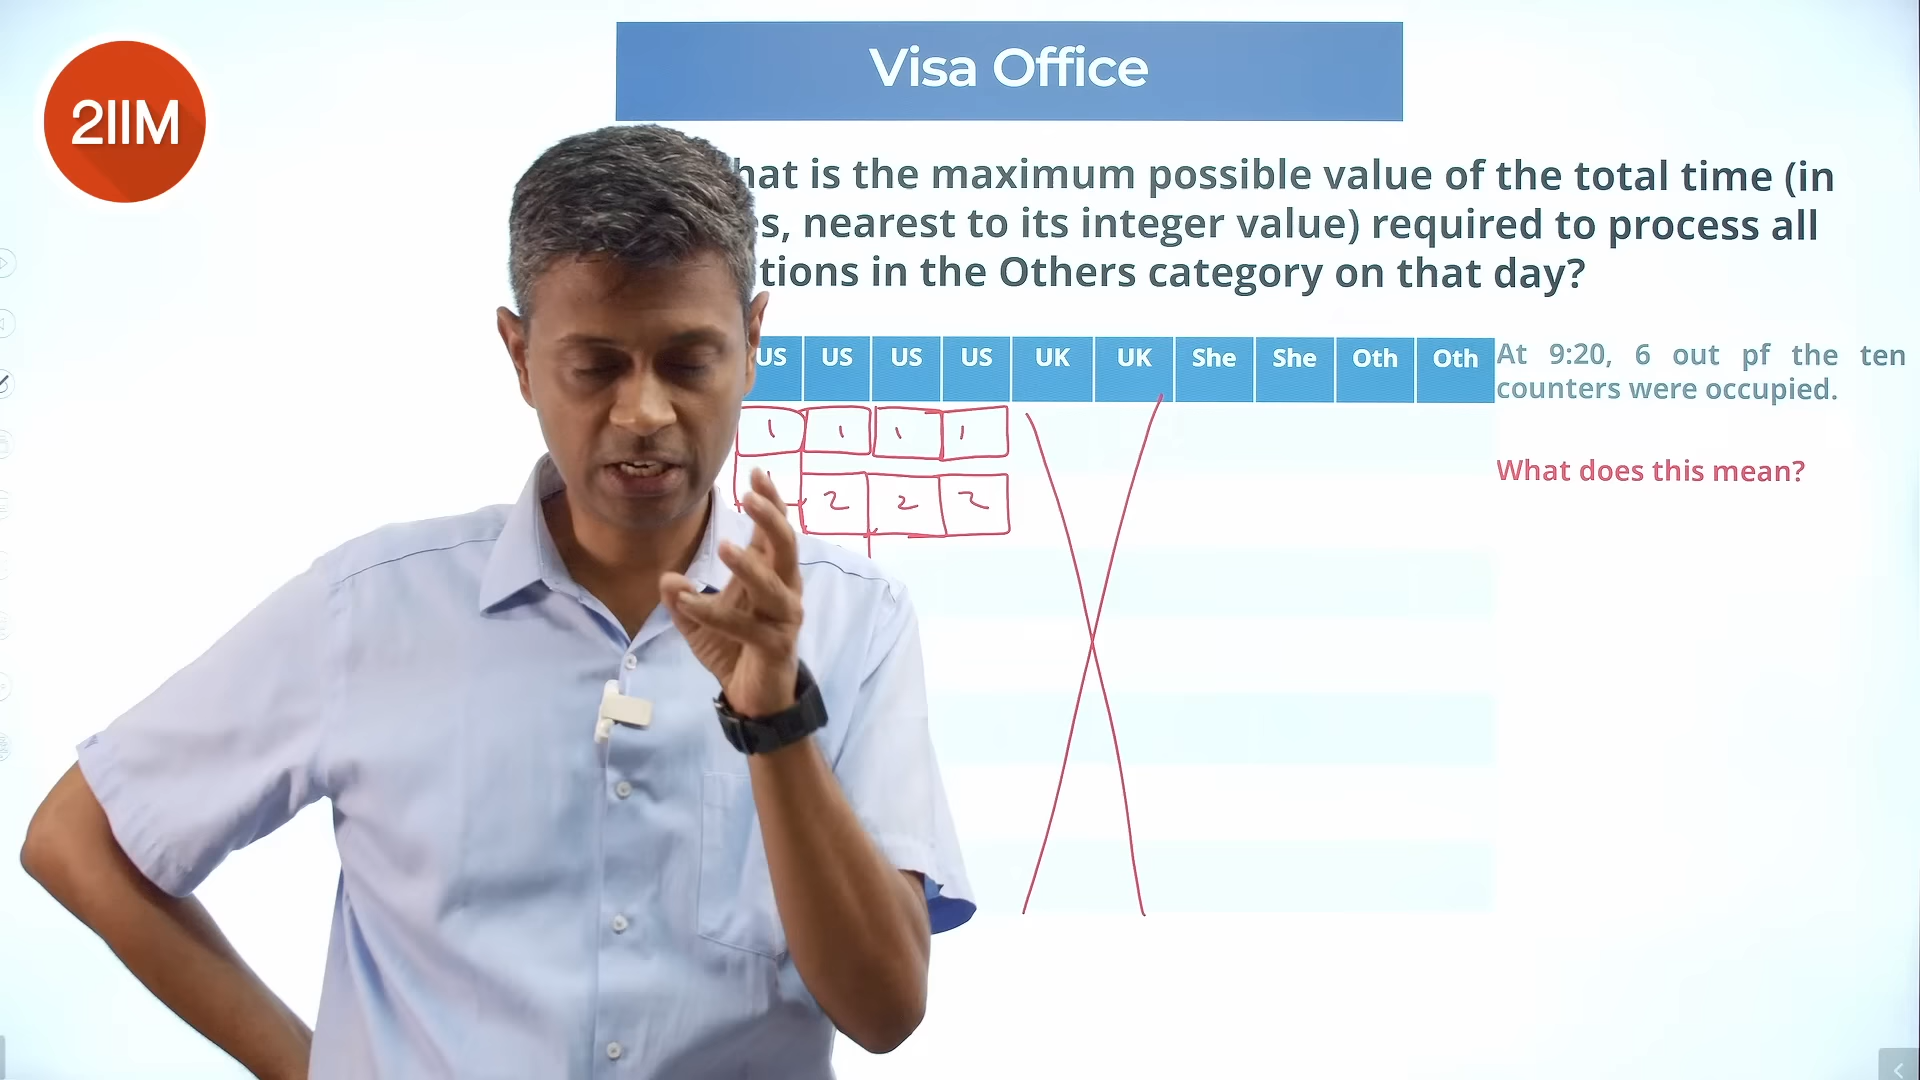 2IIM
Visa Office
hat is the maximum possible value of the total time (in
es, nearest to its integer value) required to process all
tions in the Others category on that day?
US US US US UK UK She She Oth Oth
At 9:20, 6 out pf the ten
counters were occupied.
1 1 1 1
What does this mean?
2 2 2